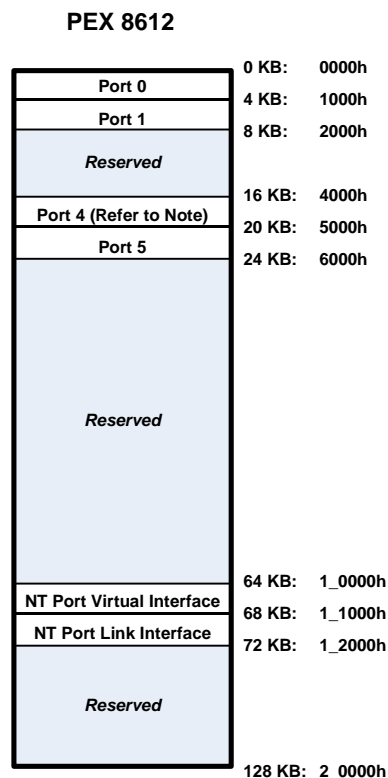 PEX 8612
0 KB: 0000h
Port 0
4 KB: 1000h
Port 1
8 KB: 2000h
Reserved
16 KB: 4000h
Port 4 (Refer to Note)
20 KB: 5000h
Port 5
24 KB: 6000h
Reserved
64 KB: 1_0000h
NT Port Virtual Interface
68 KB: 1_1000h
NT Port Link Interface
72 KB: 1_2000h
Reserved
128 KB: 2_0000h